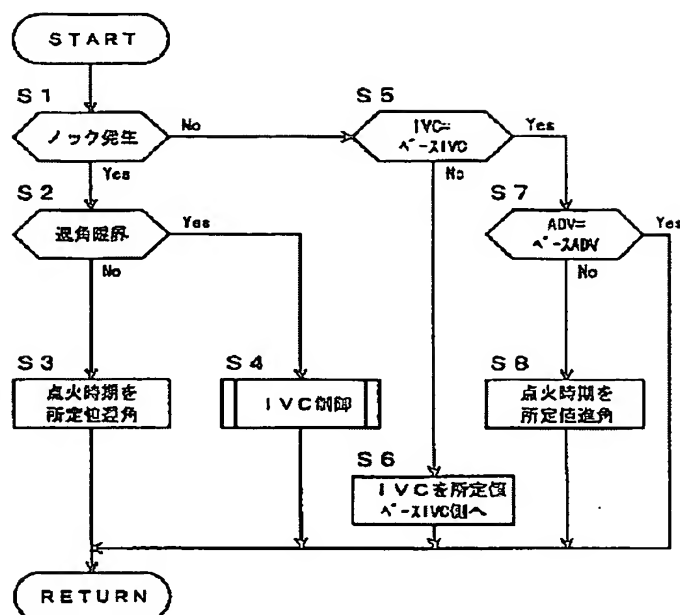 START
S1
ノック発生
No
Yes
S5
IVC=
ベースIVC
Yes
No
S2
遅角限界
Yes
No
S7
ADV=
ベースADV
Yes
No
S3
点火時期を
所定値遅角
S4
IVC制御
S8
点火時期を
所定値進角
S6
IVCを所定値
ベースIVC側へ
RETURN